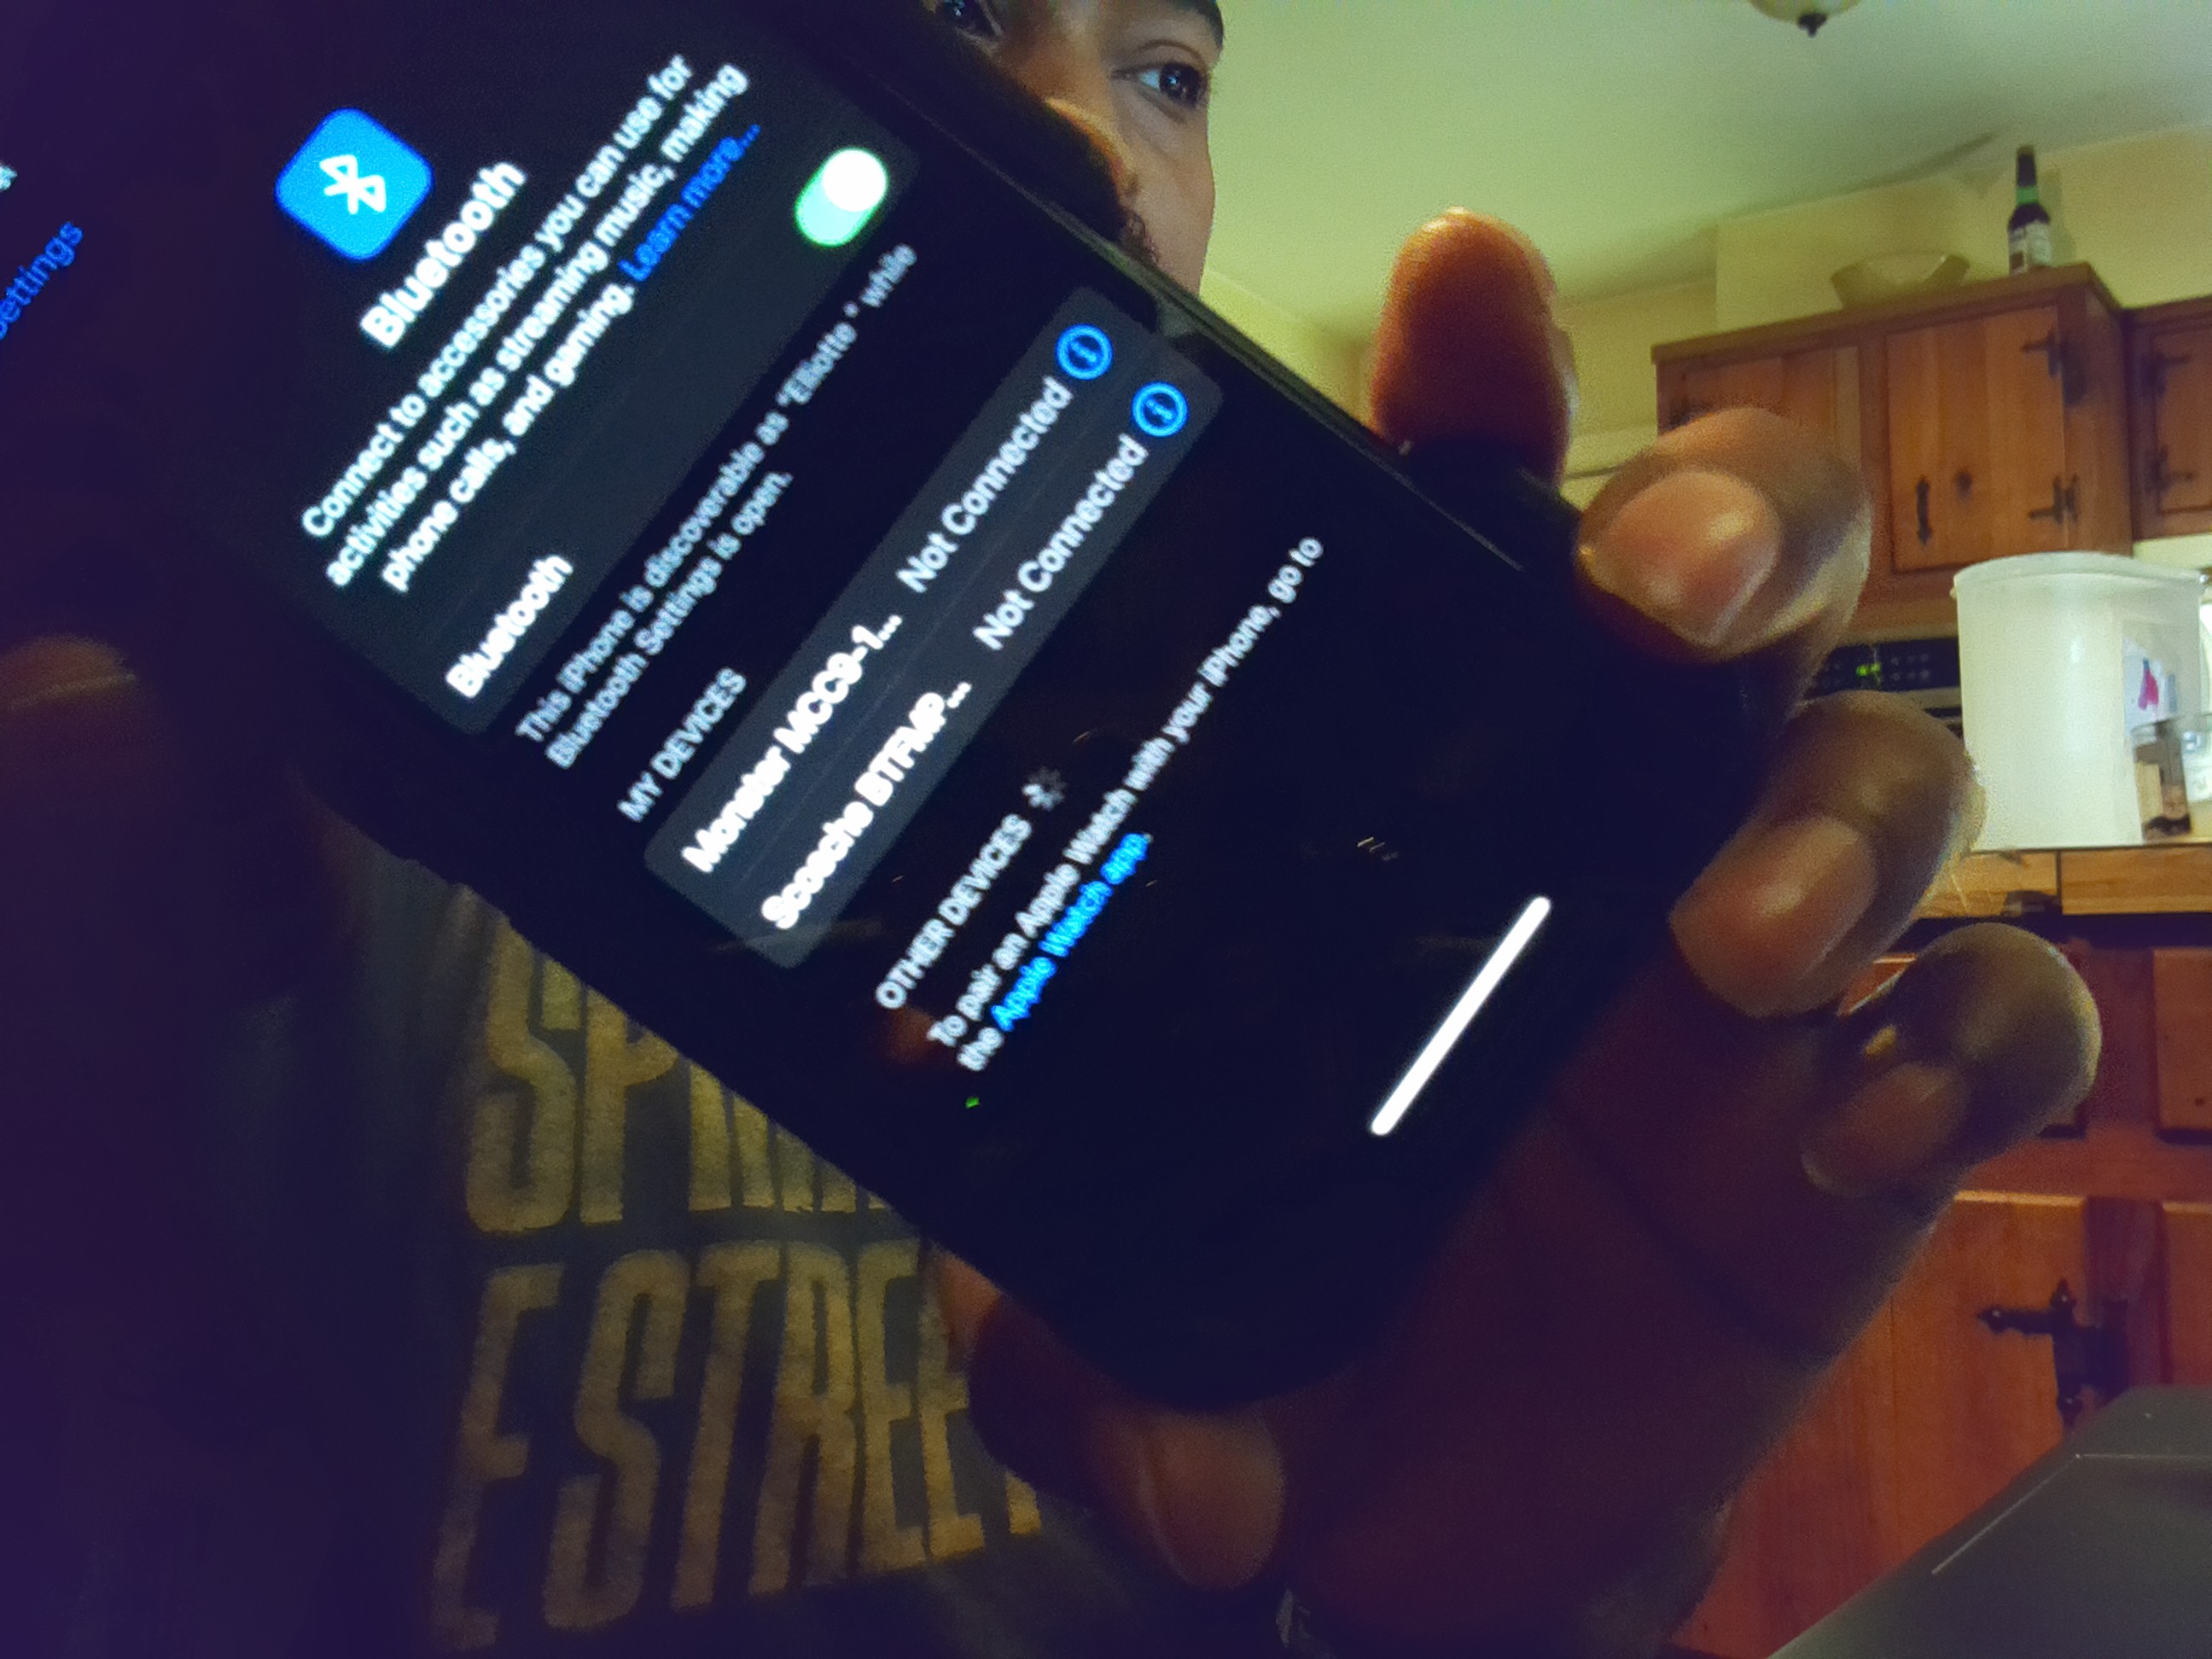 ettings
Bluetooth
Connect to accessories you can use for
activities such as streaming music, making
phone calls, and gaming. Learn more...
Bluetooth
This iPhone is discoverable as "Elliotte " while
Bluetooth Settings is open.
MY DEVICES
Monster MCC9-1... Not Connected
Scosche BTFMP... Not Connected
OTHER DEVICES
To pair an Apple Watch with your iPhone, go to
the Apple Watch app.
E STREET